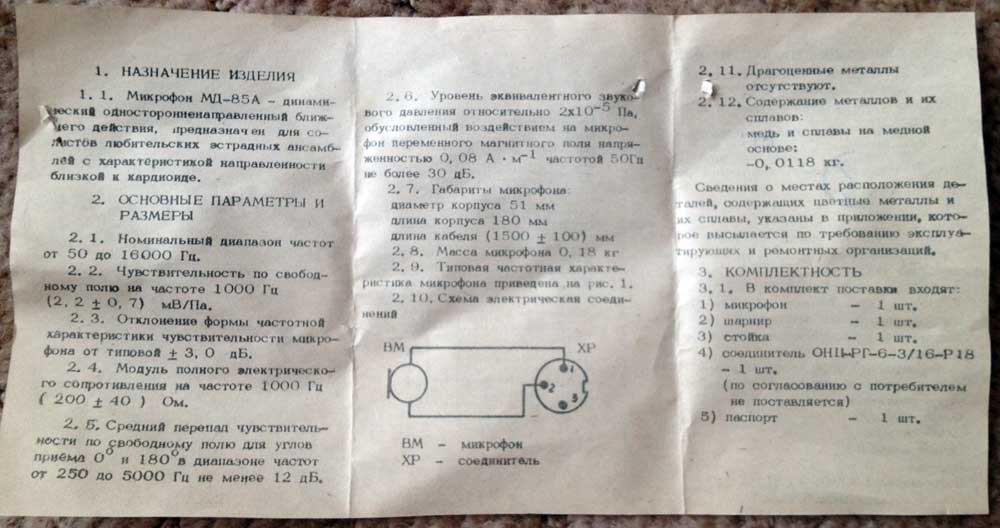 1. НАЗНАЧЕНИЕ ИЗДЕЛИЯ
1. 1. Микрофон МД-85А - динами-
ческий одностороннenаправленный ближ-
него действия, предназначен для со-
листов любительских эстрадных ансамб-
лей с характеристикой направленности
близкой к кардиоиде.
2. ОСНОВНЫЕ ПАРАМЕТРЫ И
РАЗМЕРЫ
2. 1. Номинальный диапазон частот
от 50 до 16000 Гц.
2. 2. Чувствительность по свобод-
ному полю на частоте 1000 Гц
(2, 2 ± 0, 7) мВ/Па.
2. 3. Отклонение формы частотной
характеристики чувствительности микро-
фона от типовой ± 3, 0 дБ.
2. 4. Модуль полного электрическо-
го сопротивления на частоте 1000 Гц
( 200 ± 40 ) Ом.
2. 5. Средний перепад чувствитель-
ности по свободному полю для углов
приёма 0° и 180° в диапазоне частот
от 250 до 5000 Гц не менее 12 дБ.
2. 6. Уровень эквивалентного звуко-
вого давления относительно 2х10⁻⁵ Па,
обусловленный воздействием на микро-
фон переменного магнитного поля напря-
женностью 0, 08 А · м⁻¹ частотой 50Гц
не более 30 дБ.
2. 7. Габариты микрофона:
диаметр корпуса 51 мм
длина корпуса 180 мм
длина кабеля (1500 ± 100) мм
2. 8. Масса микрофона 0, 18 кг
2. 9. Типовая частотная характе-
ристика микрофона приведена на рис. 1.
2. 10. Схема электрическая соеди-
нений
ВМ ХР
1
2
3
ВМ - микрофон
ХР - соединитель
2. 11. Драгоценные металлы
отсутствуют.
2. 12. Содержание металлов и их
сплавов:
медь и сплавы на медной
основе:
-0, 0118 кг.
Сведения о местах расположения де-
талей, содержащих цветные металлы и
их сплавы, указаны в приложении, кото-
рое высылается по требованию эксплуа-
тирующих и ремонтных организаций.
3. КОМПЛЕКТНОСТЬ
3. 1. В комплект поставки входят:
1) микрофон - 1 шт.
2) шарнир - 1 шт.
3) стойка - 1 шт.
4) соединитель ОНЦ-РГ-6-3/16-Р18
- 1 шт.
(по согласованию с потребителем
не поставляется)
5) паспорт - 1 шт.